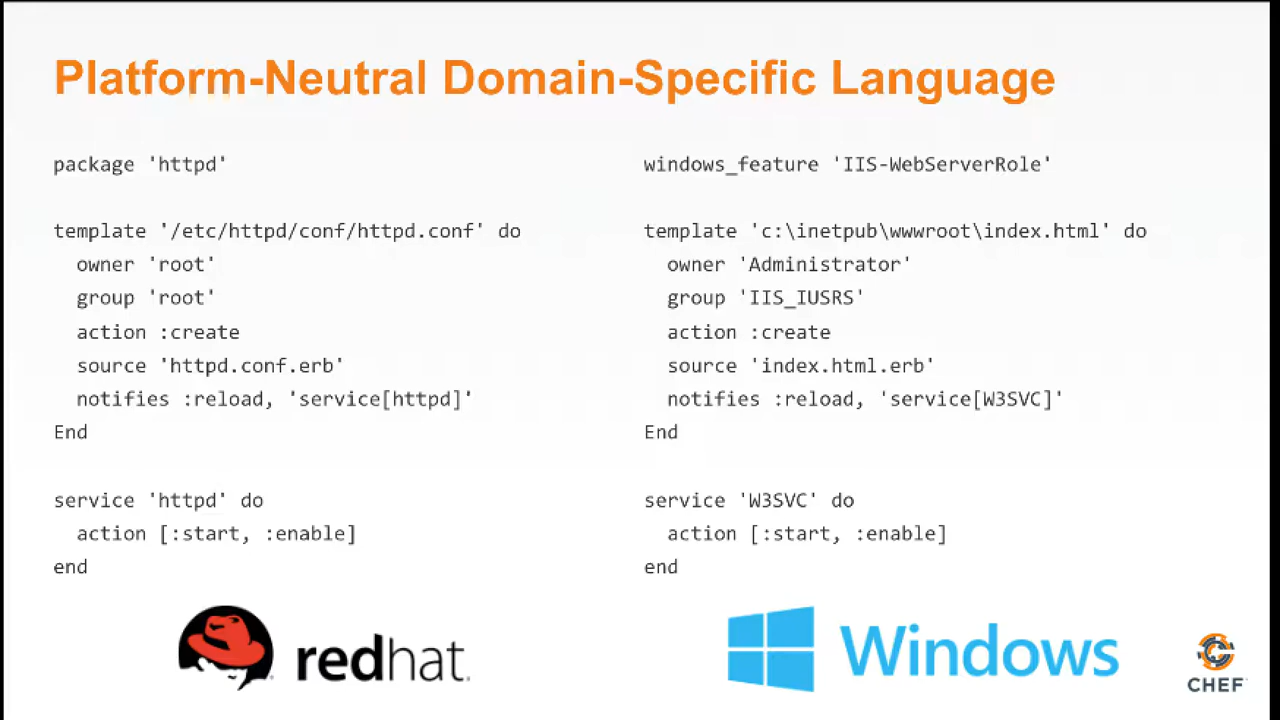 Platform-Neutral Domain-Specific Language
package 'httpd'
template '/etc/httpd/conf/httpd.conf' do
owner 'root'
group 'root'
action :create
source 'httpd.conf.erb'
notifies :reload, 'service[httpd]'
End
service 'httpd' do
action [:start, :enable]
end
redhat.
windows_feature 'IIS-WebServerRole'
template 'c:\inetpub\wwwroot\index.html' do
owner 'Administrator'
group 'IIS_IUSRS'
action :create
source 'index.html.erb'
notifies :reload, 'service[W3SVC]'
End
service 'W3SVC' do
action [:start, :enable]
end
Windows
CHEF